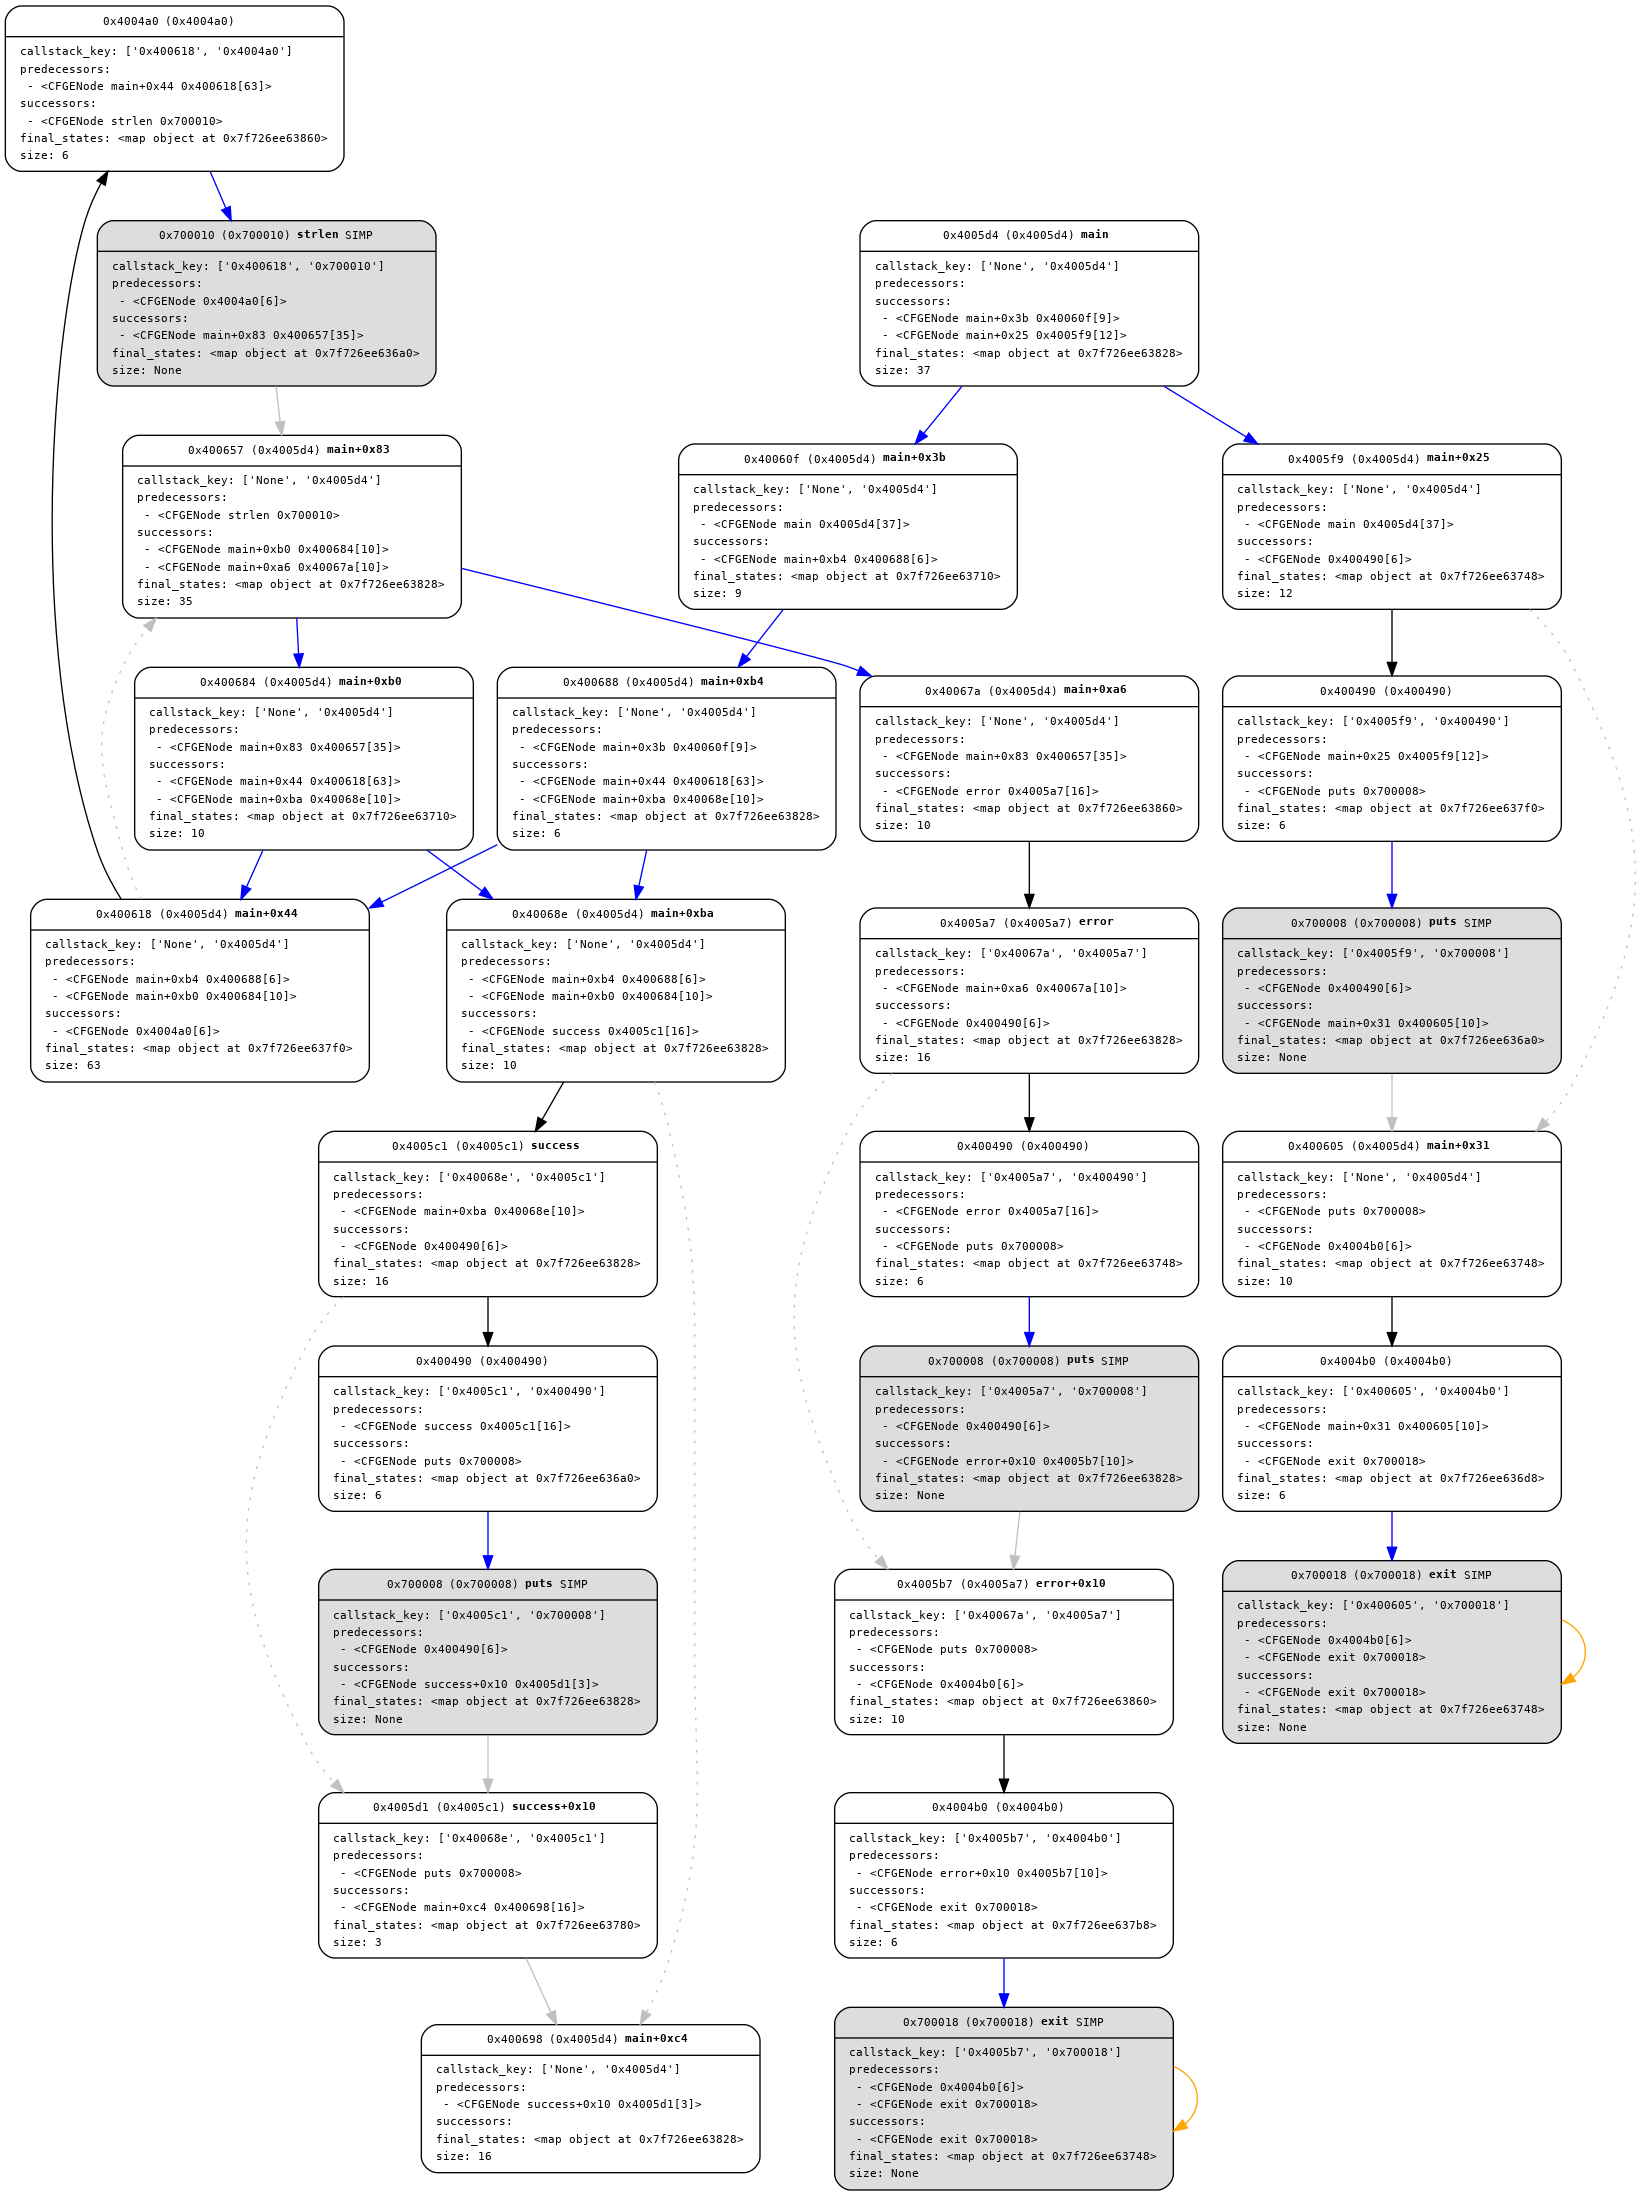 0x4004a0 (0x4004a0)
callstack_key: ['0x400618', '0x4004a0']
predecessors:
 - <CFGENode main+0x44 0x400618[63]>
successors:
 - <CFGENode strlen 0x700010>
final_states: <map object at 0x7f726ee63860>
size: 6
0x700010 (0x700010) strlen SIMP
callstack_key: ['0x400618', '0x700010']
predecessors:
 - <CFGENode 0x4004a0[6]>
successors:
 - <CFGENode main+0x83 0x400657[35]>
final_states: <map object at 0x7f726ee636a0>
size: None
0x4005d4 (0x4005d4) main
callstack_key: ['None', '0x4005d4']
predecessors:
successors:
 - <CFGENode main+0x3b 0x40060f[9]>
 - <CFGENode main+0x25 0x4005f9[12]>
final_states: <map object at 0x7f726ee63828>
size: 37
0x400657 (0x4005d4) main+0x83
callstack_key: ['None', '0x4005d4']
predecessors:
 - <CFGENode strlen 0x700010>
successors:
 - <CFGENode main+0xb0 0x400684[10]>
 - <CFGENode main+0xa6 0x40067a[10]>
final_states: <map object at 0x7f726ee63828>
size: 35
0x40060f (0x4005d4) main+0x3b
callstack_key: ['None', '0x4005d4']
predecessors:
 - <CFGENode main 0x4005d4[37]>
successors:
 - <CFGENode main+0xb4 0x400688[6]>
final_states: <map object at 0x7f726ee63710>
size: 9
0x4005f9 (0x4005d4) main+0x25
callstack_key: ['None', '0x4005d4']
predecessors:
 - <CFGENode main 0x4005d4[37]>
successors:
 - <CFGENode 0x400490[6]>
final_states: <map object at 0x7f726ee63748>
size: 12
0x400684 (0x4005d4) main+0xb0
callstack_key: ['None', '0x4005d4']
predecessors:
 - <CFGENode main+0x83 0x400657[35]>
successors:
 - <CFGENode main+0x44 0x400618[63]>
 - <CFGENode main+0xba 0x40068e[10]>
final_states: <map object at 0x7f726ee63710>
size: 10
0x400688 (0x4005d4) main+0xb4
callstack_key: ['None', '0x4005d4']
predecessors:
 - <CFGENode main+0x3b 0x40060f[9]>
successors:
 - <CFGENode main+0x44 0x400618[63]>
 - <CFGENode main+0xba 0x40068e[10]>
final_states: <map object at 0x7f726ee63828>
size: 6
0x40067a (0x4005d4) main+0xa6
callstack_key: ['None', '0x4005d4']
predecessors:
 - <CFGENode main+0x83 0x400657[35]>
successors:
 - <CFGENode error 0x4005a7[16]>
final_states: <map object at 0x7f726ee63860>
size: 10
0x400490 (0x400490)
callstack_key: ['0x4005f9', '0x400490']
predecessors:
 - <CFGENode main+0x25 0x4005f9[12]>
successors:
 - <CFGENode puts 0x700008>
final_states: <map object at 0x7f726ee637f0>
size: 6
0x400618 (0x4005d4) main+0x44
callstack_key: ['None', '0x4005d4']
predecessors:
 - <CFGENode main+0xb4 0x400688[6]>
 - <CFGENode main+0xb0 0x400684[10]>
successors:
 - <CFGENode 0x4004a0[6]>
final_states: <map object at 0x7f726ee637f0>
size: 63
0x40068e (0x4005d4) main+0xba
callstack_key: ['None', '0x4005d4']
predecessors:
 - <CFGENode main+0xb4 0x400688[6]>
 - <CFGENode main+0xb0 0x400684[10]>
successors:
 - <CFGENode success 0x4005c1[16]>
final_states: <map object at 0x7f726ee63828>
size: 10
0x4005a7 (0x4005a7) error
callstack_key: ['0x40067a', '0x4005a7']
predecessors:
 - <CFGENode main+0xa6 0x40067a[10]>
successors:
 - <CFGENode 0x400490[6]>
final_states: <map object at 0x7f726ee63828>
size: 16
0x700008 (0x700008) puts SIMP
callstack_key: ['0x4005f9', '0x700008']
predecessors:
 - <CFGENode 0x400490[6]>
successors:
 - <CFGENode main+0x31 0x400605[10]>
final_states: <map object at 0x7f726ee636a0>
size: None
0x4005c1 (0x4005c1) success
callstack_key: ['0x40068e', '0x4005c1']
predecessors:
 - <CFGENode main+0xba 0x40068e[10]>
successors:
 - <CFGENode 0x400490[6]>
final_states: <map object at 0x7f726ee63828>
size: 16
0x400490 (0x400490)
callstack_key: ['0x4005a7', '0x400490']
predecessors:
 - <CFGENode error 0x4005a7[16]>
successors:
 - <CFGENode puts 0x700008>
final_states: <map object at 0x7f726ee63748>
size: 6
0x400605 (0x4005d4) main+0x31
callstack_key: ['None', '0x4005d4']
predecessors:
 - <CFGENode puts 0x700008>
successors:
 - <CFGENode 0x4004b0[6]>
final_states: <map object at 0x7f726ee63748>
size: 10
0x400490 (0x400490)
callstack_key: ['0x4005c1', '0x400490']
predecessors:
 - <CFGENode success 0x4005c1[16]>
successors:
 - <CFGENode puts 0x700008>
final_states: <map object at 0x7f726ee636a0>
size: 6
0x700008 (0x700008) puts SIMP
callstack_key: ['0x4005a7', '0x700008']
predecessors:
 - <CFGENode 0x400490[6]>
successors:
 - <CFGENode error+0x10 0x4005b7[10]>
final_states: <map object at 0x7f726ee63828>
size: None
0x4004b0 (0x4004b0)
callstack_key: ['0x400605', '0x4004b0']
predecessors:
 - <CFGENode main+0x31 0x400605[10]>
successors:
 - <CFGENode exit 0x700018>
final_states: <map object at 0x7f726ee636d8>
size: 6
0x700008 (0x700008) puts SIMP
callstack_key: ['0x4005c1', '0x700008']
predecessors:
 - <CFGENode 0x400490[6]>
successors:
 - <CFGENode success+0x10 0x4005d1[3]>
final_states: <map object at 0x7f726ee63828>
size: None
0x4005b7 (0x4005a7) error+0x10
callstack_key: ['0x40067a', '0x4005a7']
predecessors:
 - <CFGENode puts 0x700008>
successors:
 - <CFGENode 0x4004b0[6]>
final_states: <map object at 0x7f726ee63860>
size: 10
0x700018 (0x700018) exit SIMP
callstack_key: ['0x400605', '0x700018']
predecessors:
 - <CFGENode 0x4004b0[6]>
 - <CFGENode exit 0x700018>
successors:
 - <CFGENode exit 0x700018>
final_states: <map object at 0x7f726ee63748>
size: None
0x4005d1 (0x4005c1) success+0x10
callstack_key: ['0x40068e', '0x4005c1']
predecessors:
 - <CFGENode puts 0x700008>
successors:
 - <CFGENode main+0xc4 0x400698[16]>
final_states: <map object at 0x7f726ee63780>
size: 3
0x4004b0 (0x4004b0)
callstack_key: ['0x4005b7', '0x4004b0']
predecessors:
 - <CFGENode error+0x10 0x4005b7[10]>
successors:
 - <CFGENode exit 0x700018>
final_states: <map object at 0x7f726ee637b8>
size: 6
0x400698 (0x4005d4) main+0xc4
callstack_key: ['None', '0x4005d4']
predecessors:
 - <CFGENode success+0x10 0x4005d1[3]>
successors:
final_states: <map object at 0x7f726ee63828>
size: 16
0x700018 (0x700018) exit SIMP
callstack_key: ['0x4005b7', '0x700018']
predecessors:
 - <CFGENode 0x4004b0[6]>
 - <CFGENode exit 0x700018>
successors:
 - <CFGENode exit 0x700018>
final_states: <map object at 0x7f726ee63748>
size: None